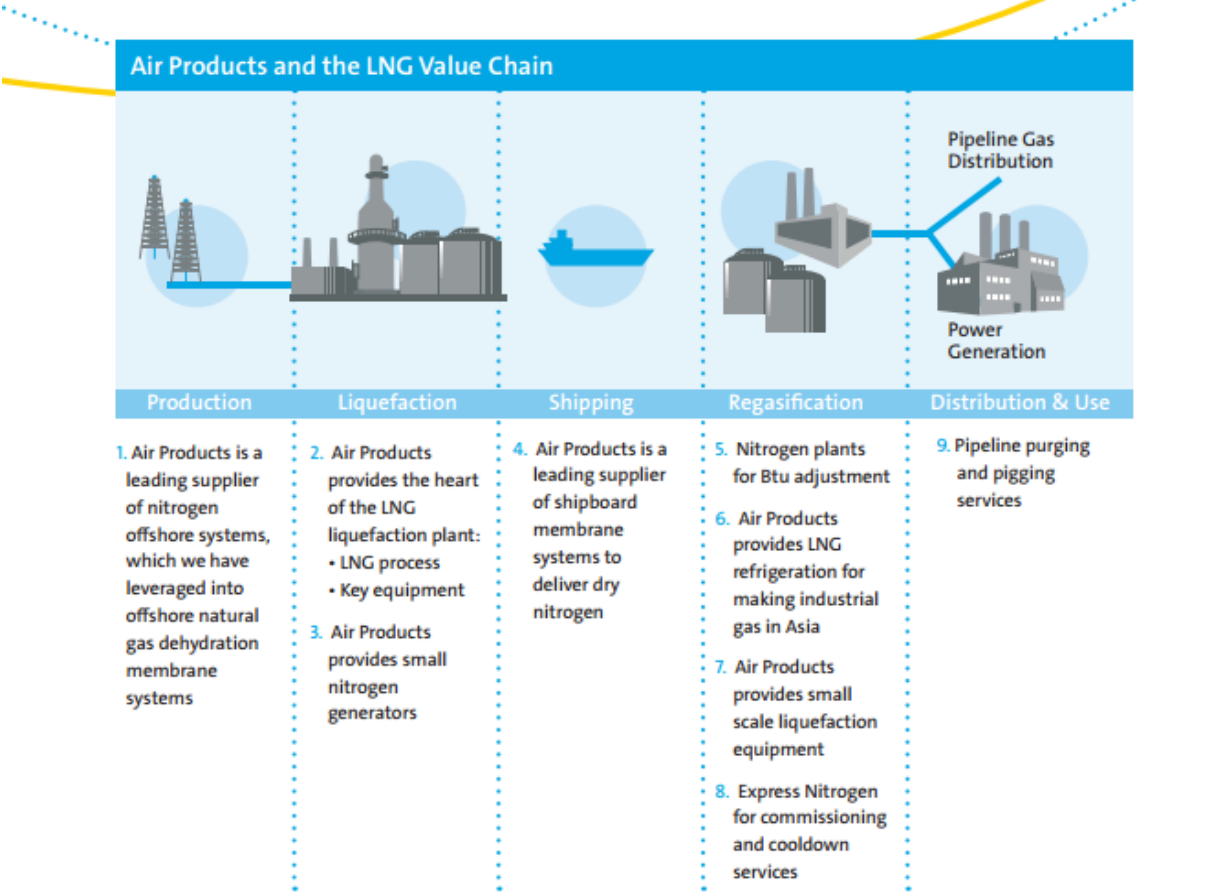 Air Products and the LNG Value Chain
Pipeline Gas
Distribution
Power
Generation
Production
Liquefaction
Shipping
Regasification
Distribution & Use
1. Air Products is a
leading supplier
of nitrogen
offshore systems,
which we have
leveraged into
offshore natural
gas dehydration
membrane
systems
2. Air Products
provides the heart
of the LNG
liquefaction plant:
• LNG process
• Key equipment
3. Air Products
provides small
nitrogen
generators
4. Air Products is a
leading supplier
of shipboard
membrane
systems to
deliver dry
nitrogen
5. Nitrogen plants
for Btu adjustment
6. Air Products
provides LNG
refrigeration for
making industrial
gas in Asia
7. Air Products
provides small
scale liquefaction
equipment
8. Express Nitrogen
for commissioning
and cooldown
services
9. Pipeline purging
and pigging
services